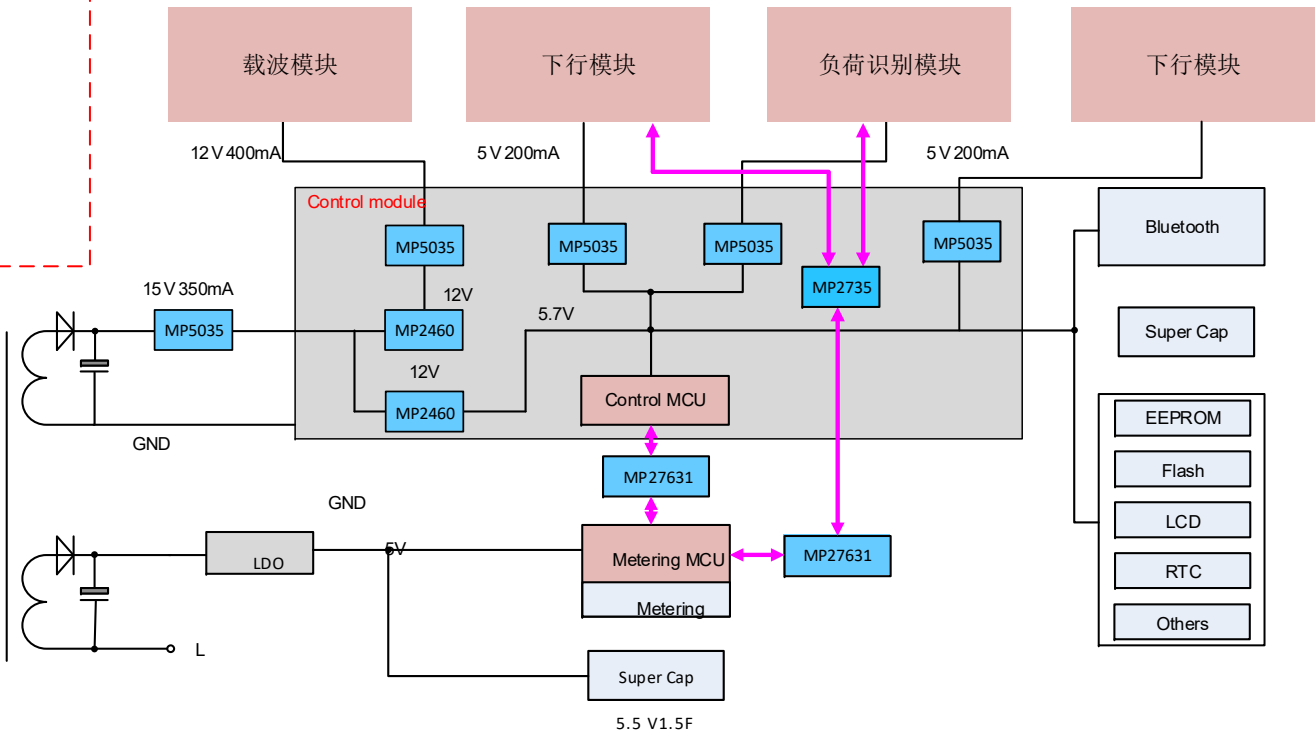 载波模块
下行模块
负荷识别模块
下行模块
12 V 400mA
5 V 200mA
5 V 200mA
Control module
MP5035
MP5035
MP5035
MP5035
Bluetooth
MP2735
15 V 350mA
12V
5.7V
MP5035
MP2460
Super Cap
12V
MP2460
Control MCU
EEPROM
GND
MP27631
Flash
GND
LCD
5V
LDO
Metering MCU
MP27631
RTC
Metering
Others
L
Super Cap
5.5 V1.5F